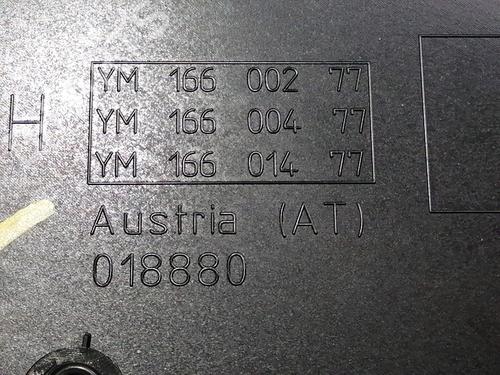 YM 166 002 77
H
YM 166 004 77
YM 166 014 77
Austria (AT)
018880